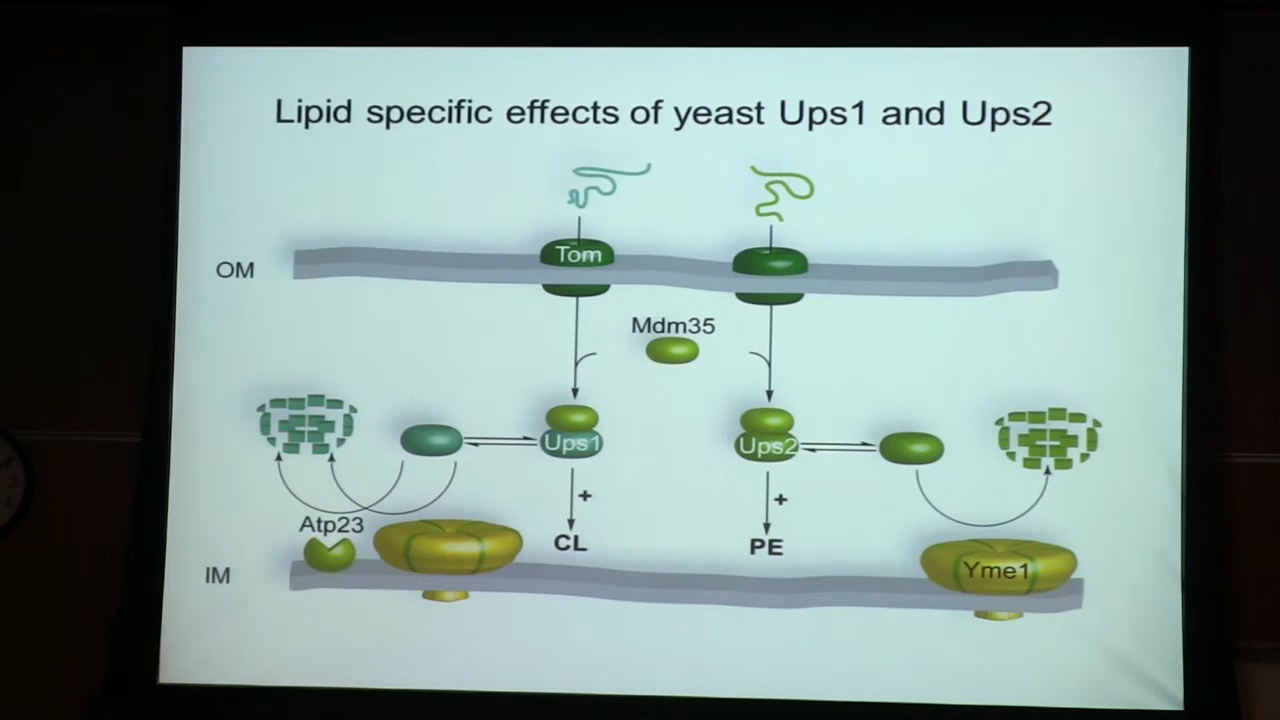 Lipid specific effects of yeast Ups1 and Ups2
Tom
OM
Mdm35
Ups1
Ups2
+
+
Atp23
CL
PE
IM
Yme1